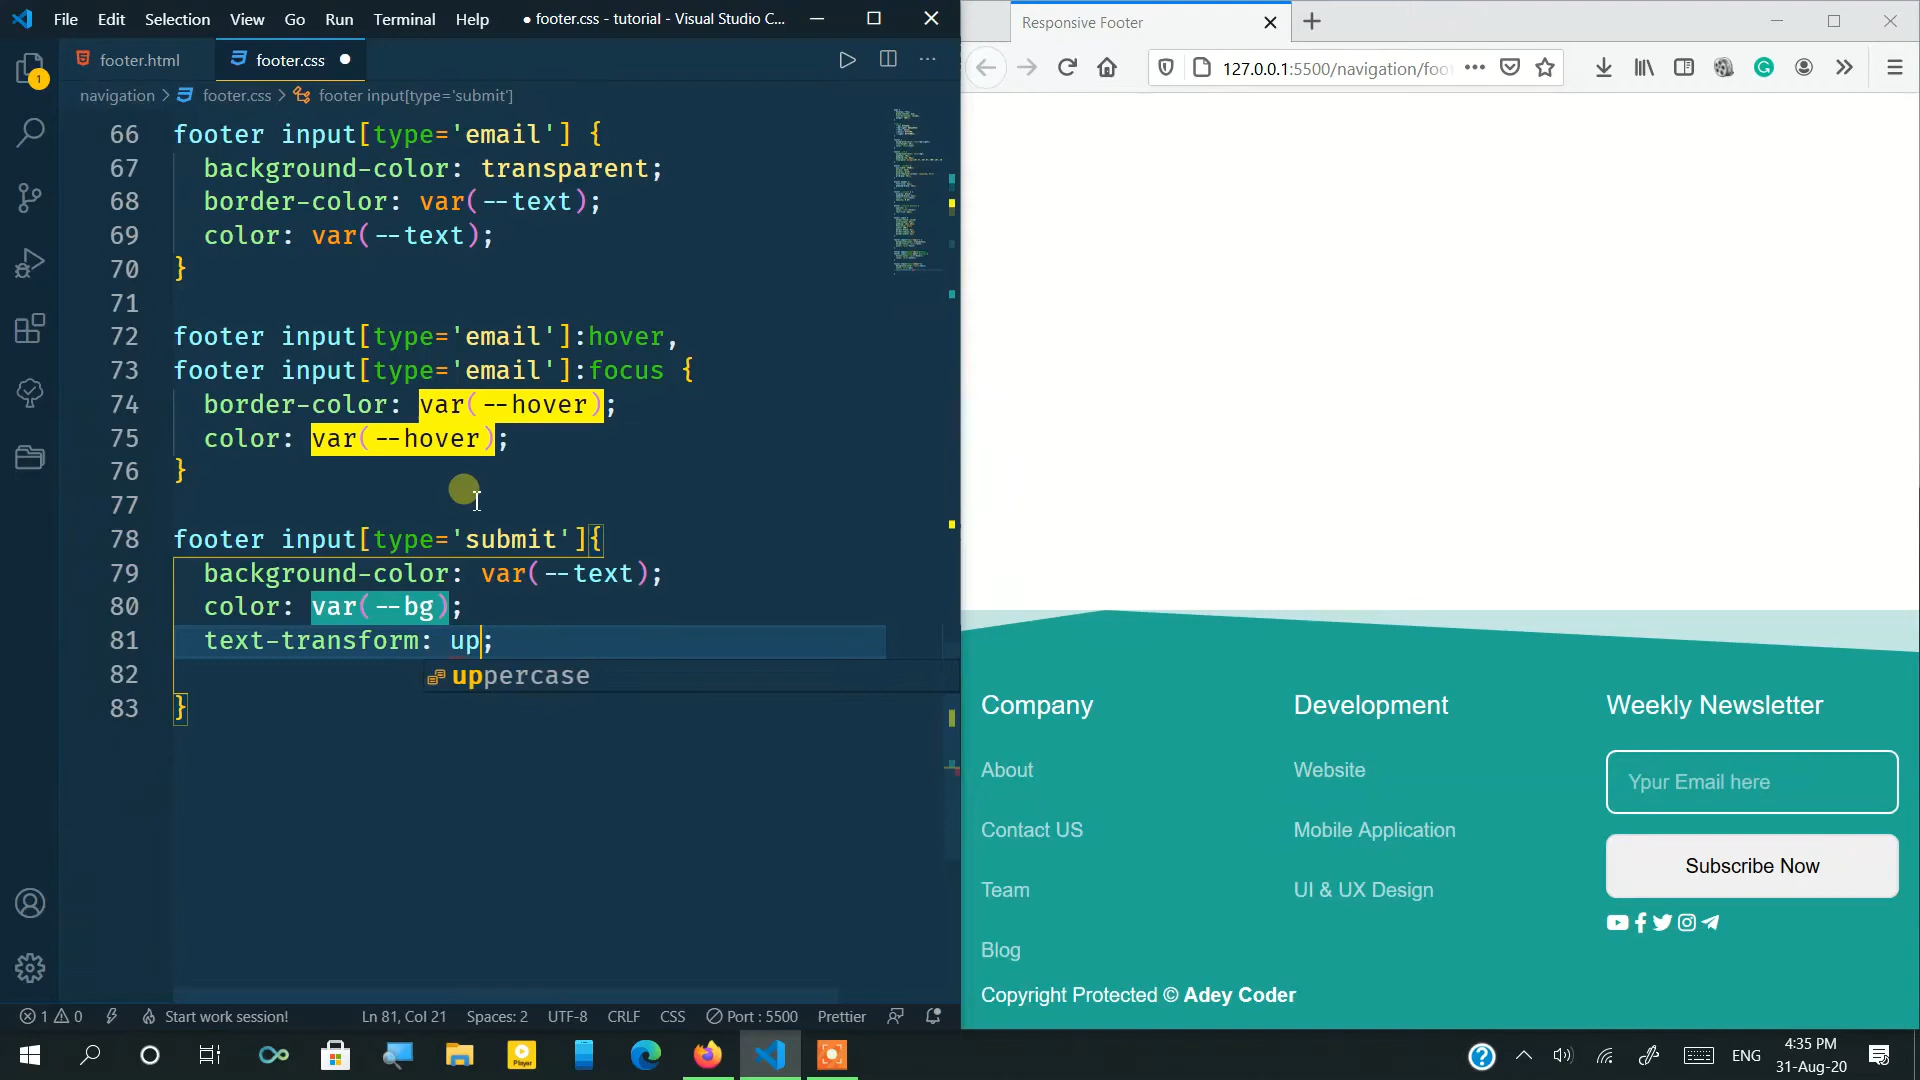 File Edit Selection View Go Run Terminal Help ● footer.css - tutorial - Visual Studio C...
footer.html footer.css
navigation > footer.css > footer input[type='submit']
66 footer input[type='email'] {
67 background-color: transparent;
68 border-color: var(--text);
69 color: var(--text);
70 }
71
72 footer input[type='email']:hover,
73 footer input[type='email']:focus {
74 border-color: var(--hover);
75 color: var(--hover);
76 }
77
78 footer input[type='submit']{
79 background-color: var(--text);
80 color: var(--bg);
81 text-transform: up;
82 uppercase
83 }
1
1 0 Start work session! Ln 81, Col 21 Spaces: 2 UTF-8 CRLF CSS Port : 5500 Prettier
Responsive Footer
127.0.0.1:5500/navigation/foo
Company
About
Contact US
Team
Blog
Development
Website
Mobile Application
UI & UX Design
Weekly Newsletter
Ypur Email here
Subscribe Now
Copyright Protected © Adey Coder
Player
ENG
4:35 PM
31-Aug-20